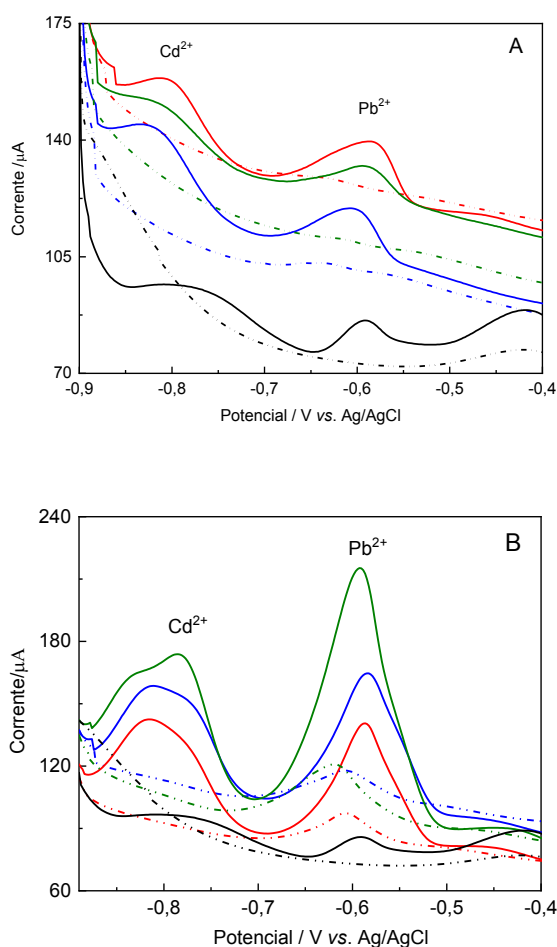 175
A
Cd²⁺
Pb²⁺
140
Corrente /µA
105
70
-0,9 -0,8 -0,7 -0,6 -0,5 -0,4
Potencial / V vs. Ag/AgCl
240
B
Pb²⁺
Cd²⁺
180
Corrente/µA
120
60
-0,8 -0,7 -0,6 -0,5 -0,4
Potencial / V vs. Ag/AgCl